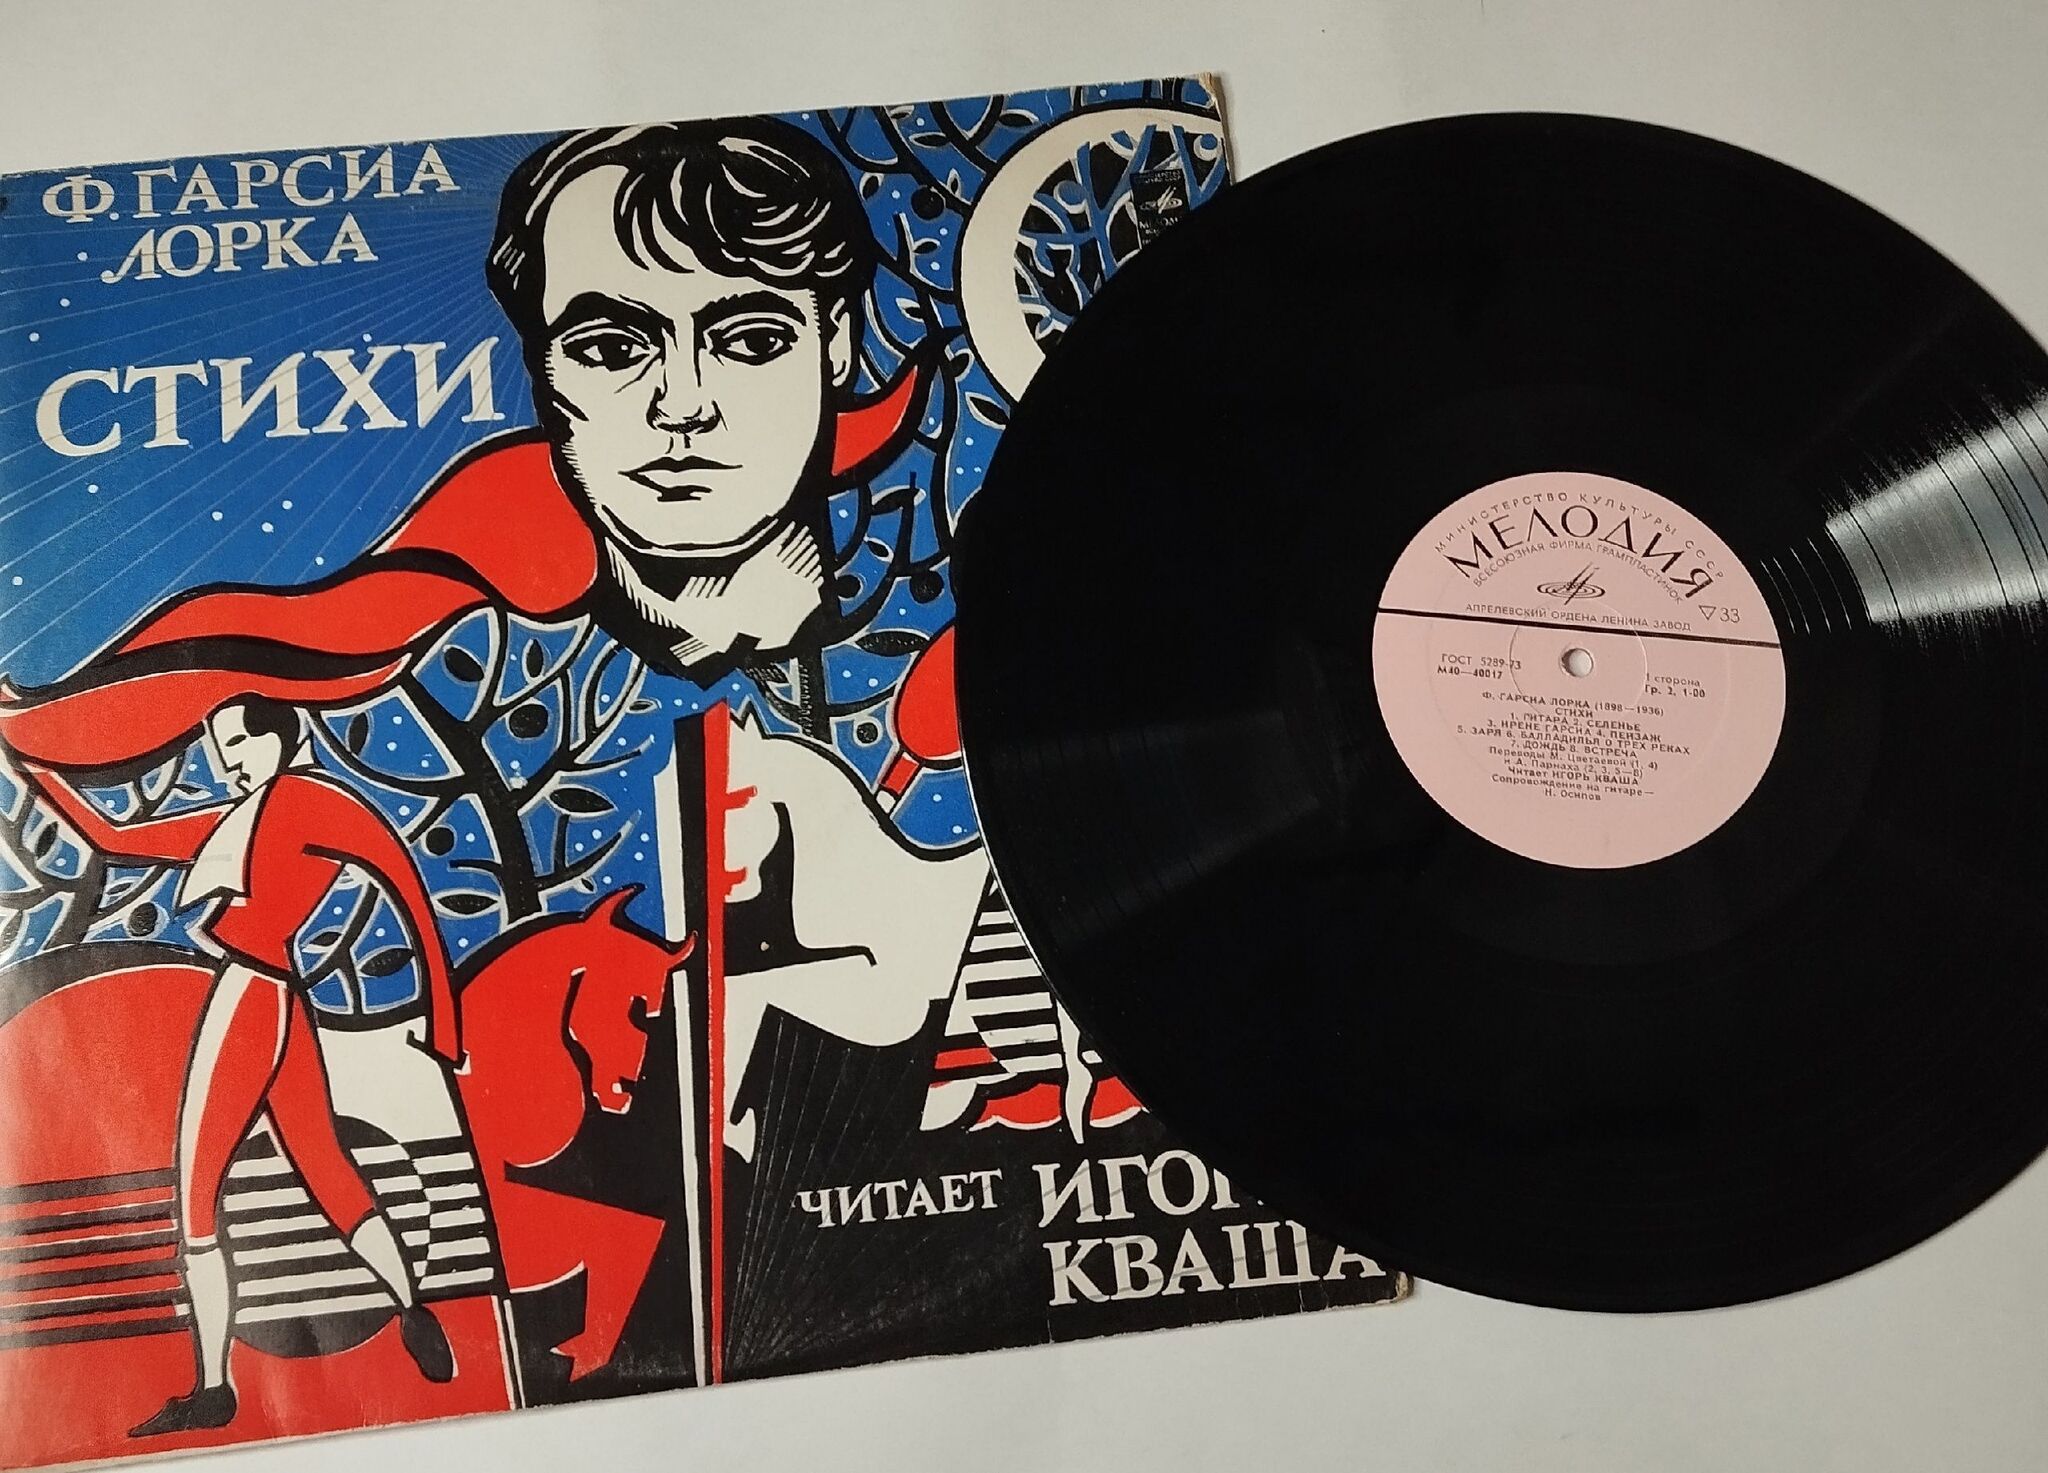 Ф. ГАРСИА
ЛОРКА
СТИХИ
ЧИТАЕТ
КВАША
МИНИСТЕРСТВО КУЛЬТУРЫ СССР
МЕЛОДИЯ
ВСЕСОЮЗНАЯ ФИРМА ГРАМПЛАСТИНОК
АПРЕЛЕВСКИЙ ОРДЕНА ЛЕНИНА ЗАВОД
33
ГОСТ 5289-73
М40—40017
1 сторона
Гр. 2. 1-00
Ф. ГАРСИА ЛОРКА (1898—1936)
СТИХИ
1. ГИТАРА 2. СЕЛЕНЬЕ
3. ИРЕНЕ ГАРСИА 4. ПЕЙЗАЖ
5. ЗАРЯ 6. БАЛЛАДИЛЬЯ О ТРЕХ РЕКАХ
7. ДОЖДЬ 8. ВСТРЕЧА
Переводы М. Цветаевой (1, 4)
и А. Парнаха (2, 3, 5—8)
Читает ИГОРЬ КВАША
Сопровождение на гитаре—
Н. Осипов